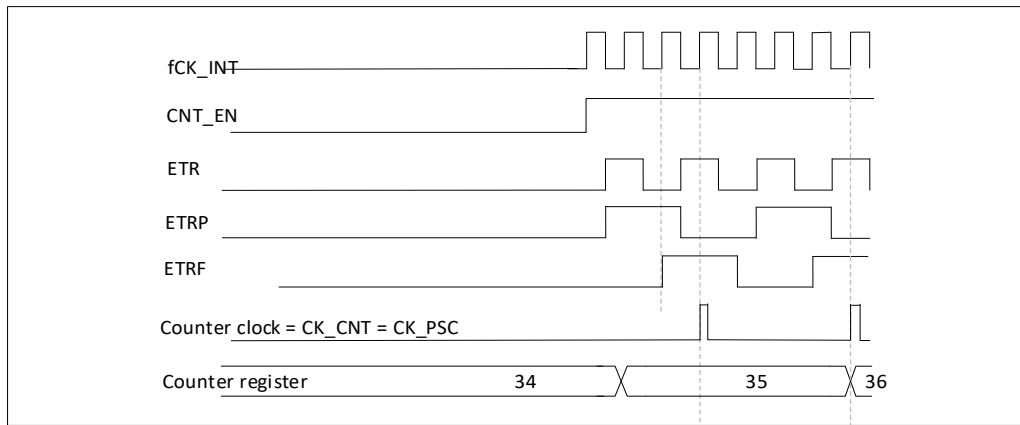 fCK_INT
CNT_EN
ETR
ETRP
ETRF
Counter clock = CK_CNT = CK_PSC
Counter register 34 35 36